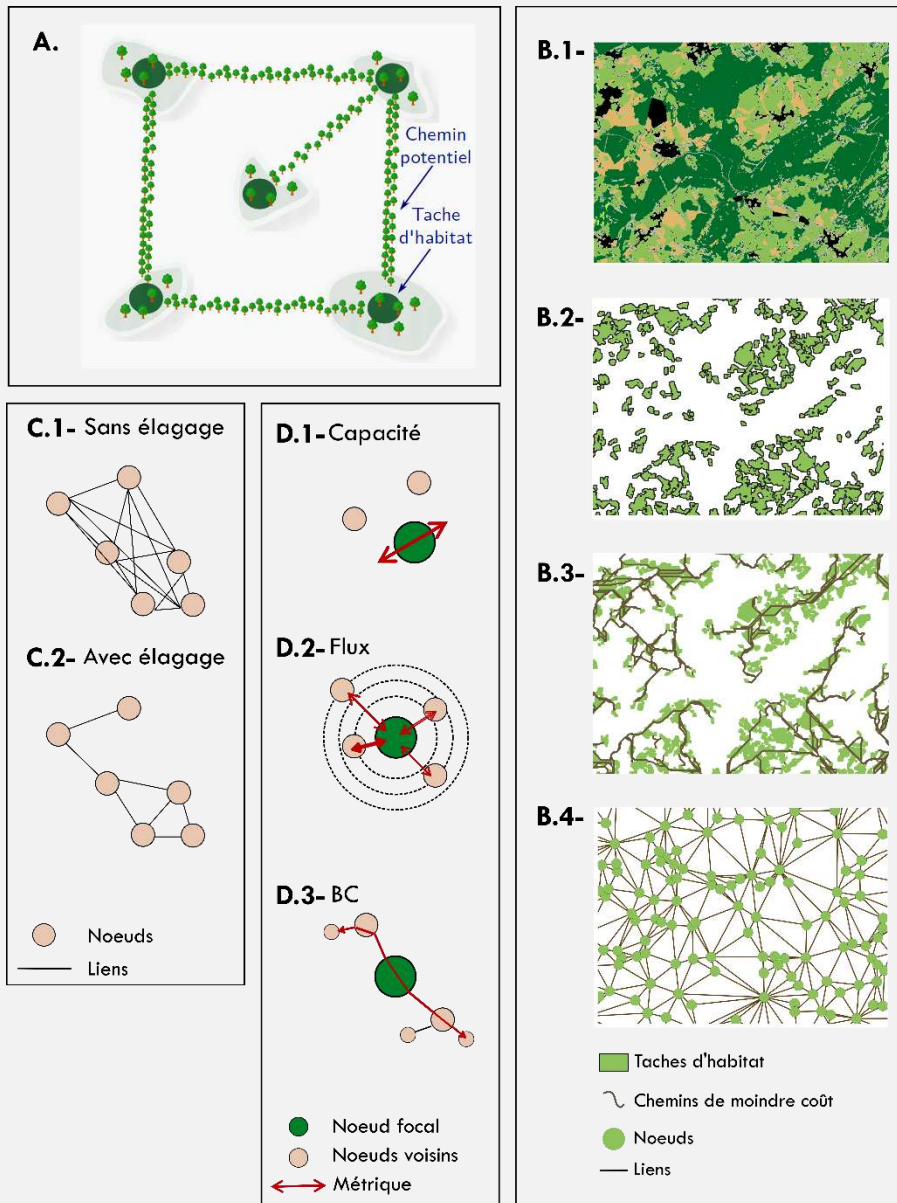 A.
Chemin
potentiel
Tache
d'habitat
C.1- Sans élagage
C.2- Avec élagage
Noeuds
Liens
D.1- Capacité
D.2- Flux
D.3- BC
Noeud focal
Noeuds voisins
Métrique
B.1-
B.2-
B.3-
B.4-
Taches d'habitat
Chemins de moindre coût
Noeuds
Liens